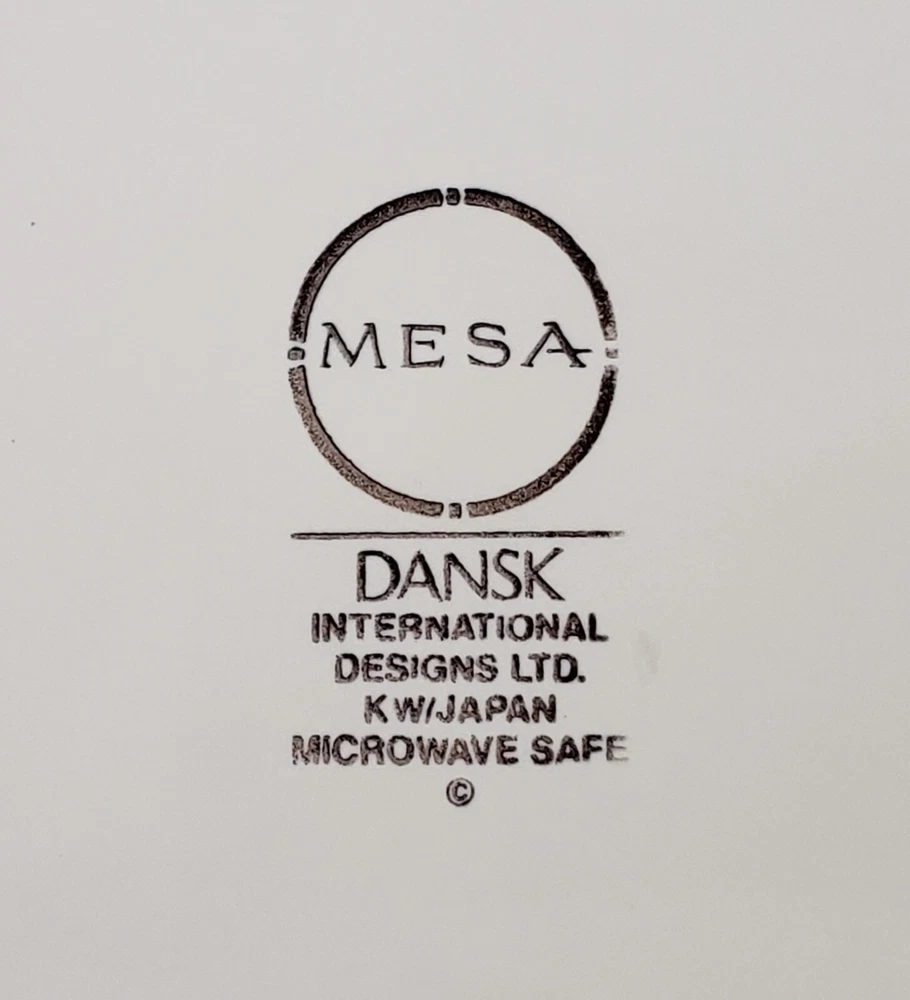 MESA
DANSK
INTERNATIONAL
DESIGNS LTD.
KW/JAPAN
MICROWAVE SAFE
©